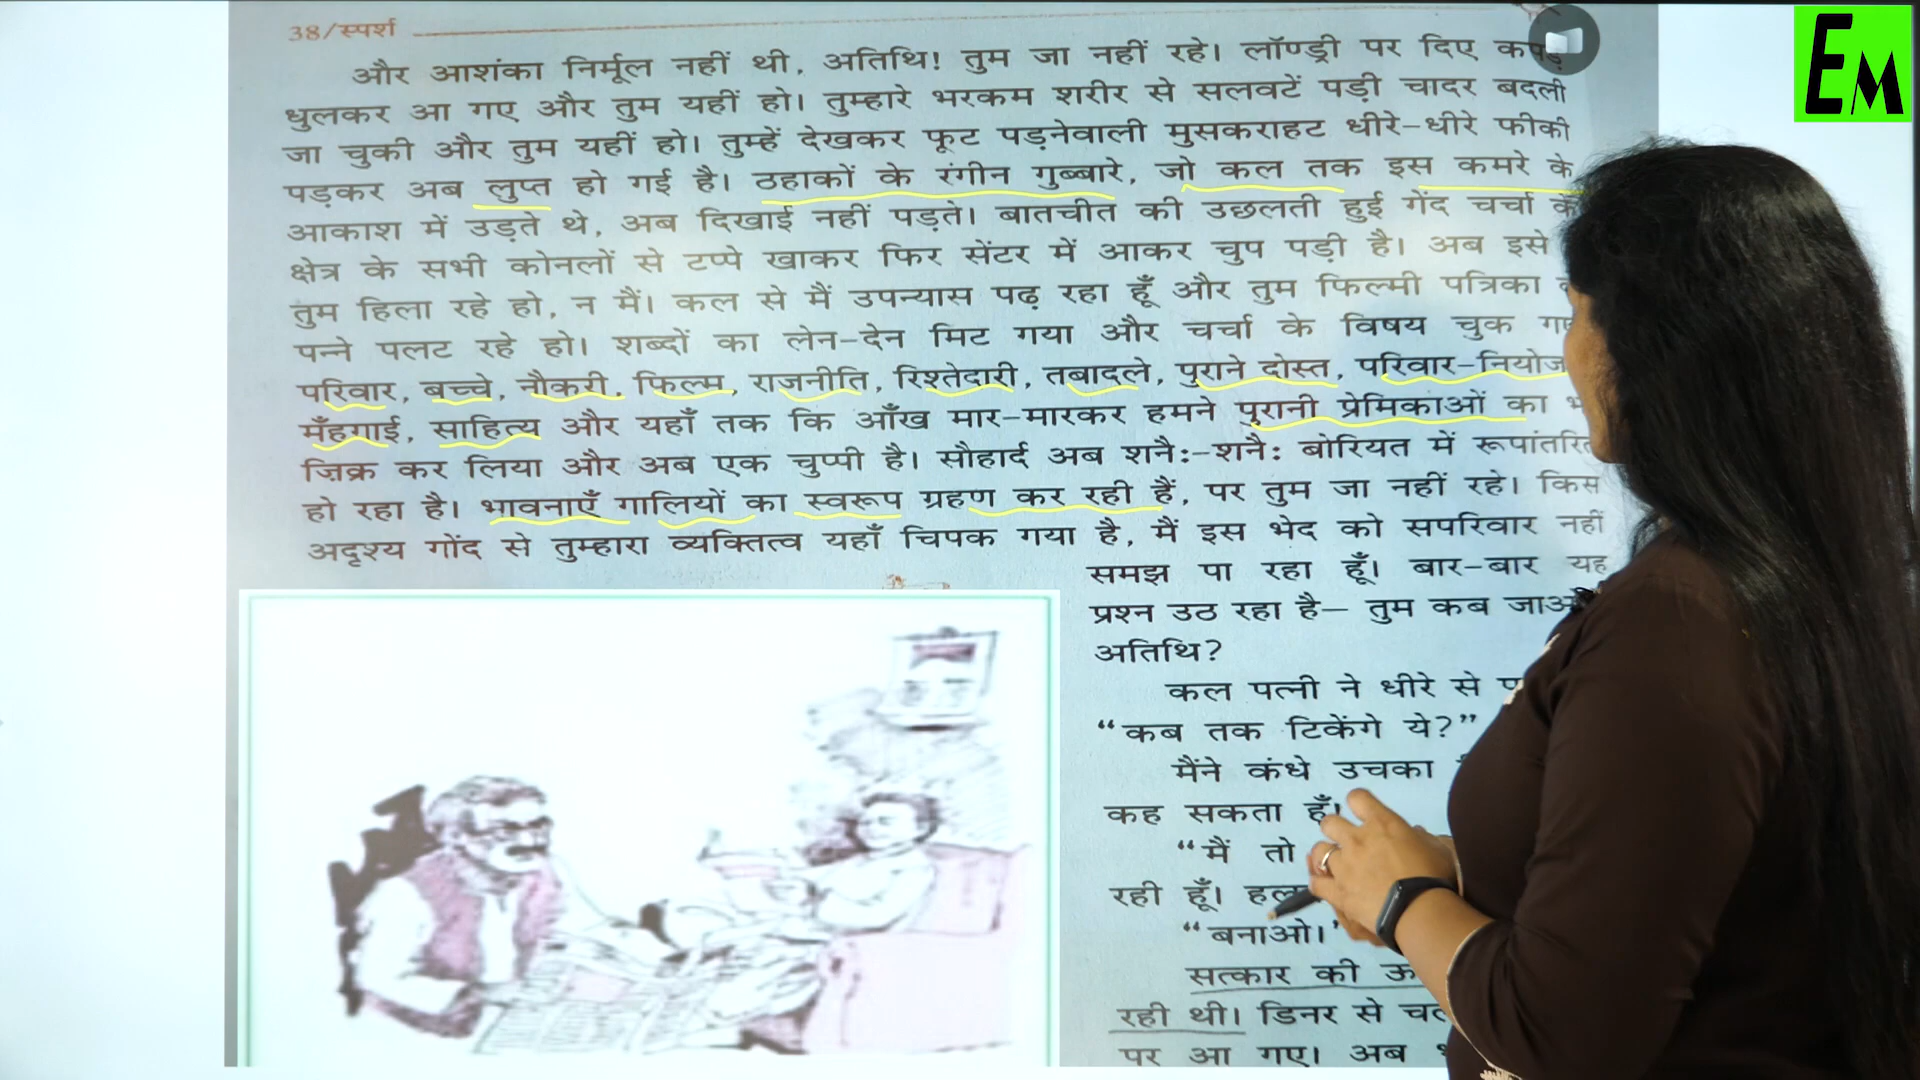 38/स्पर्श
EM
और आशंका निर्मूल नहीं थी, अतिथि! तुम जा नहीं रहे। लॉण्ड्री पर दिए
धुलकर आ गए और तुम यहीं हो। तुम्हारे भरकम शरीर से सलवटें पड़ी चादर बदली
जा चुकी और तुम यहीं हो। तुम्हें देखकर फूट पड़नेवाली मुसकराहट धीरे-धीरे फीकी
पड़कर अब लुप्त हो गई है। ठहाकों के रंगीन गुब्बारे, जो कल तक इस कमरे के
आकाश में उड़ते थे, अब दिखाई नहीं पड़ते। बातचीत की उछलती हुई गेंद चर्चा
क्षेत्र के सभी कोनलों से टप्पे खाकर फिर सेंटर में आकर चुप पड़ी है। अब इसे
तुम हिला रहे हो, न मैं। कल से मैं उपन्यास पढ़ रहा हूँ और तुम फिल्मी पत्रिका
पन्ने पलट रहे हो। शब्दों का लेन-देन मिट गया और चर्चा के विषय चुक
परिवार, बच्चे, नौकरी, फिल्म, राजनीति, रिश्तेदारी, तबादले, पुराने दोस्त,
मँहगाई, साहित्य और यहाँ तक कि आँख मार-मारकर हमने पुरानी प्रेमिकाओं का
ज़िक्र कर लिया और अब एक चुप्पी है। सौहार्द अब शनैः-शनैः बोरियत में
हो रहा है। भावनाएँ गालियों का स्वरूप ग्रहण कर रही हैं, पर तुम जा नहीं रहे। किस
अदृश्य गोंद से तुम्हारा व्यक्तित्व यहाँ चिपक गया है, मैं इस भेद को सपरिवार नहीं
समझ पा रहा हूँ। बार-बार यह
प्रश्न उठ रहा है— तुम कब
अतिथि?
कल पत्नी ने धीरे से
“कब तक टिकेंगे ये?”
मैंने कंधे उचका
कह सकता हूँ!
“मैं तो
रही हूँ।
“बनाओ।
सत्कार की
रही थी। डिनर से
पर आ गए। अब